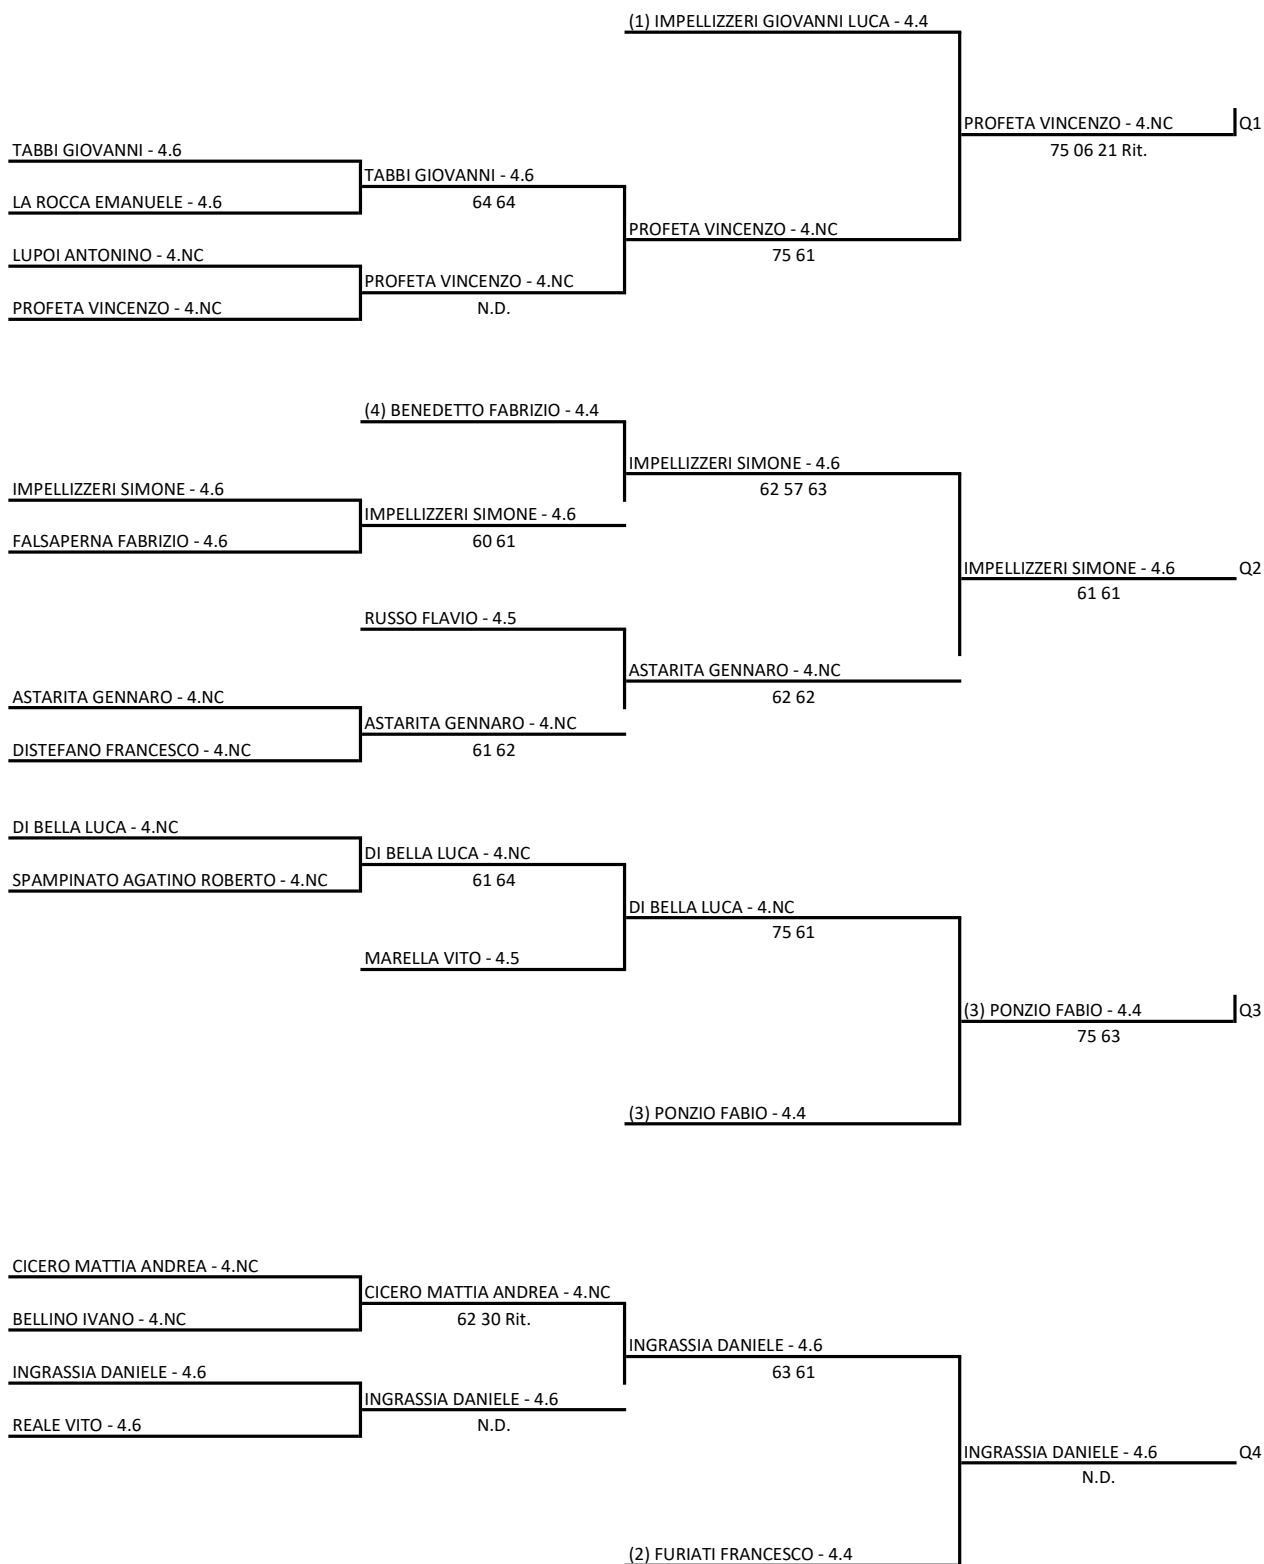 (1) IMPELLIZZERI GIOVANNI LUCA - 4.4
PROFETA VINCENZO - 4.NC
Q1
75 06 21 Rit.
TABBI GIOVANNI - 4.6
TABBI GIOVANNI - 4.6
64 64
LA ROCCA EMANUELE - 4.6
PROFETA VINCENZO - 4.NC
75 61
LUPOI ANTONINO - 4.NC
PROFETA VINCENZO - 4.NC
N.D.
PROFETA VINCENZO - 4.NC
(4) BENEDETTO FABRIZIO - 4.4
IMPELLIZZERI SIMONE - 4.6
62 57 63
IMPELLIZZERI SIMONE - 4.6
IMPELLIZZERI SIMONE - 4.6
60 61
FALSAPERNA FABRIZIO - 4.6
IMPELLIZZERI SIMONE - 4.6
Q2
61 61
RUSSO FLAVIO - 4.5
ASTARITA GENNARO - 4.NC
62 62
ASTARITA GENNARO - 4.NC
ASTARITA GENNARO - 4.NC
61 62
DISTEFANO FRANCESCO - 4.NC
DI BELLA LUCA - 4.NC
DI BELLA LUCA - 4.NC
61 64
SPAMPINATO AGATINO ROBERTO - 4.NC
DI BELLA LUCA - 4.NC
75 61
MARELLA VITO - 4.5
(3) PONZIO FABIO - 4.4
Q3
75 63
(3) PONZIO FABIO - 4.4
CICERO MATTIA ANDREA - 4.NC
CICERO MATTIA ANDREA - 4.NC
62 30 Rit.
BELLINO IVANO - 4.NC
INGRASSIA DANIELE - 4.6
63 61
INGRASSIA DANIELE - 4.6
INGRASSIA DANIELE - 4.6
N.D.
REALE VITO - 4.6
INGRASSIA DANIELE - 4.6
Q4
N.D.
(2) FURIATI FRANCESCO - 4.4